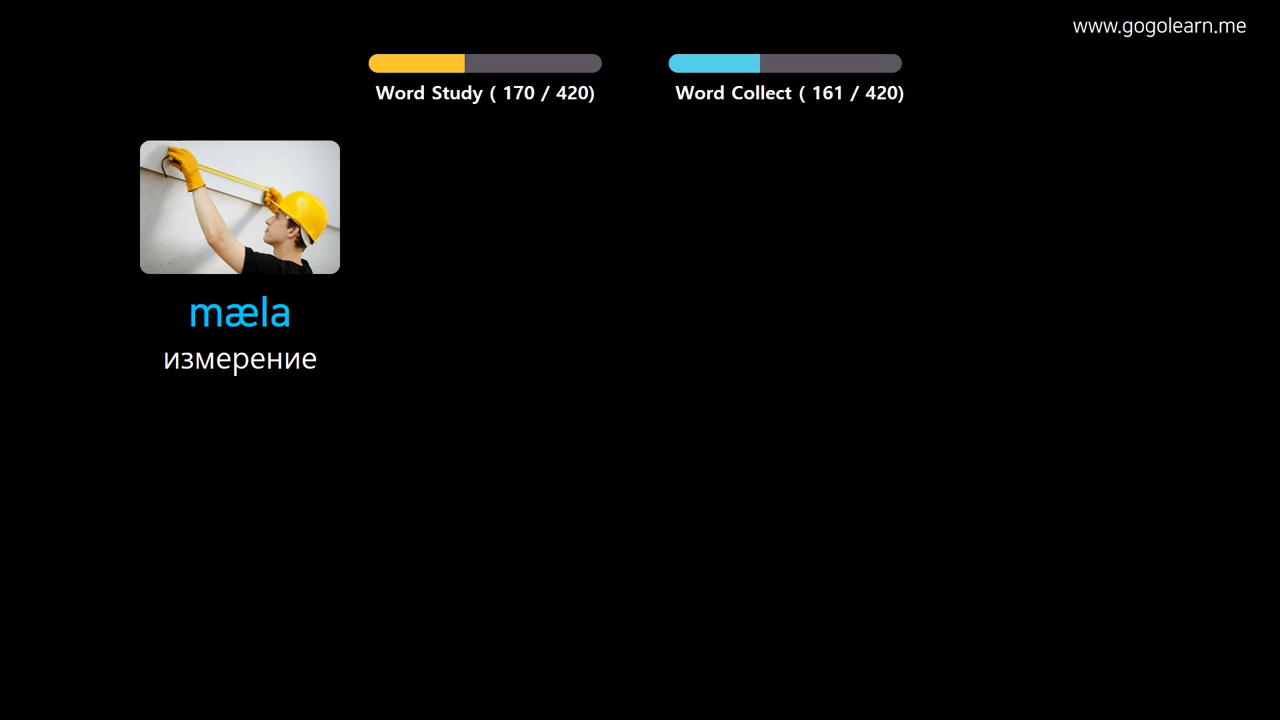 www.gogolearn.me
Word Study ( 170 / 420)
Word Collect ( 161 / 420)
mæla
измерение